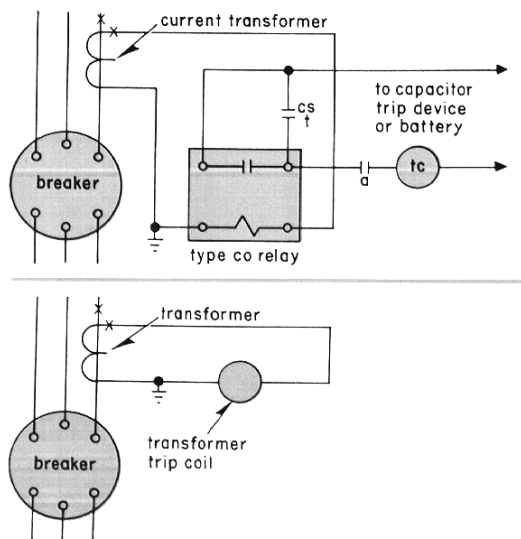 current transformer
to capacitor
trip device
or battery
cs
t
a
tc
breaker
type co relay
transformer
transformer
trip coil
breaker